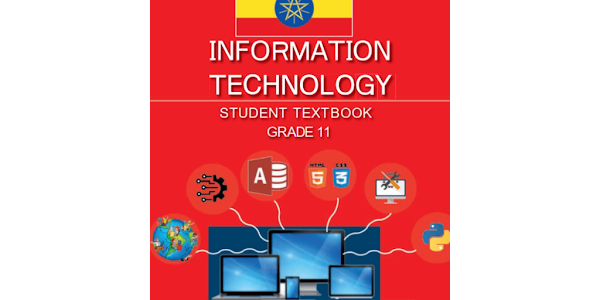 INFORMATION
TECHNOLOGY
STUDENT TEXTBOOK
GRADE 11
A
HTML CSS
5 3